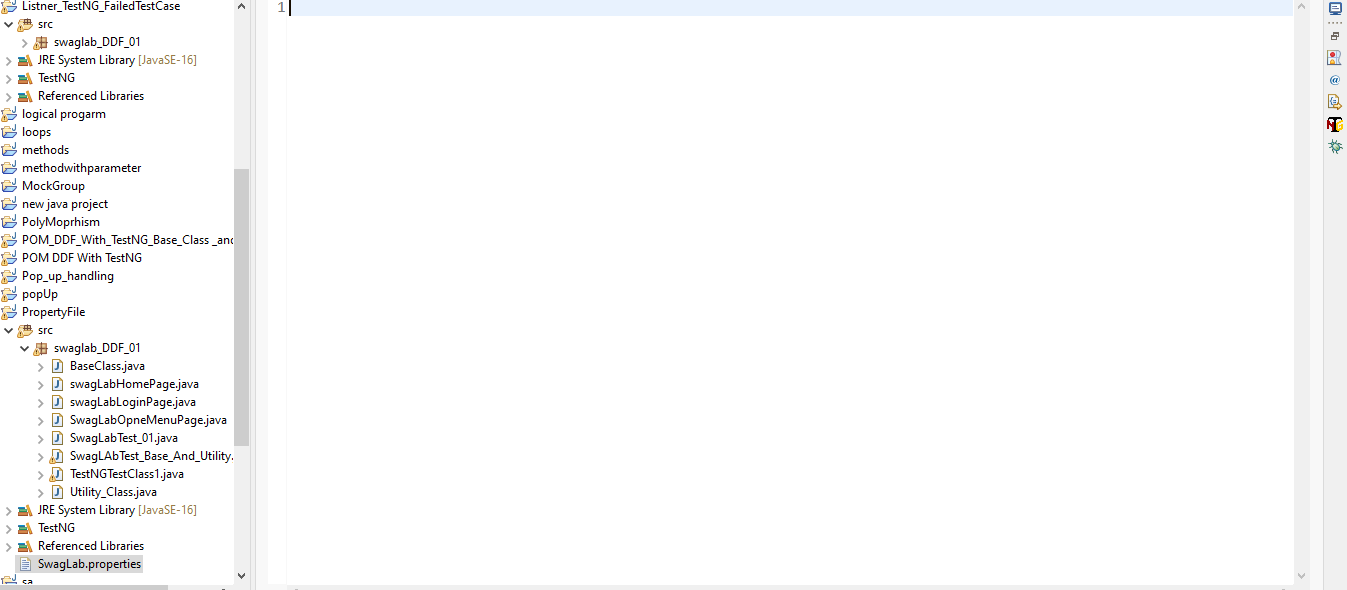 Listner_TestNG_FailedTestCase
src
swaglab_DDF_01
JRE System Library [JavaSE-16]
TestNG
Referenced Libraries
logical progarm
loops
methods
methodwithparameter
MockGroup
new java project
PolyMoprhism
POM_DDF_With_TestNG_Base_Class _and
POM DDF With TestNG
Pop_up_handling
popUp
PropertyFile
src
swaglab_DDF_01
BaseClass.java
swagLabHomePage.java
swagLabLoginPage.java
SwagLabOpneMenuPage.java
SwagLabTest_01.java
SwagLAbTest_Base_And_Utility.
TestNGTestClass1.java
Utility_Class.java
JRE System Library [JavaSE-16]
TestNG
Referenced Libraries
SwagLab.properties
sa
1